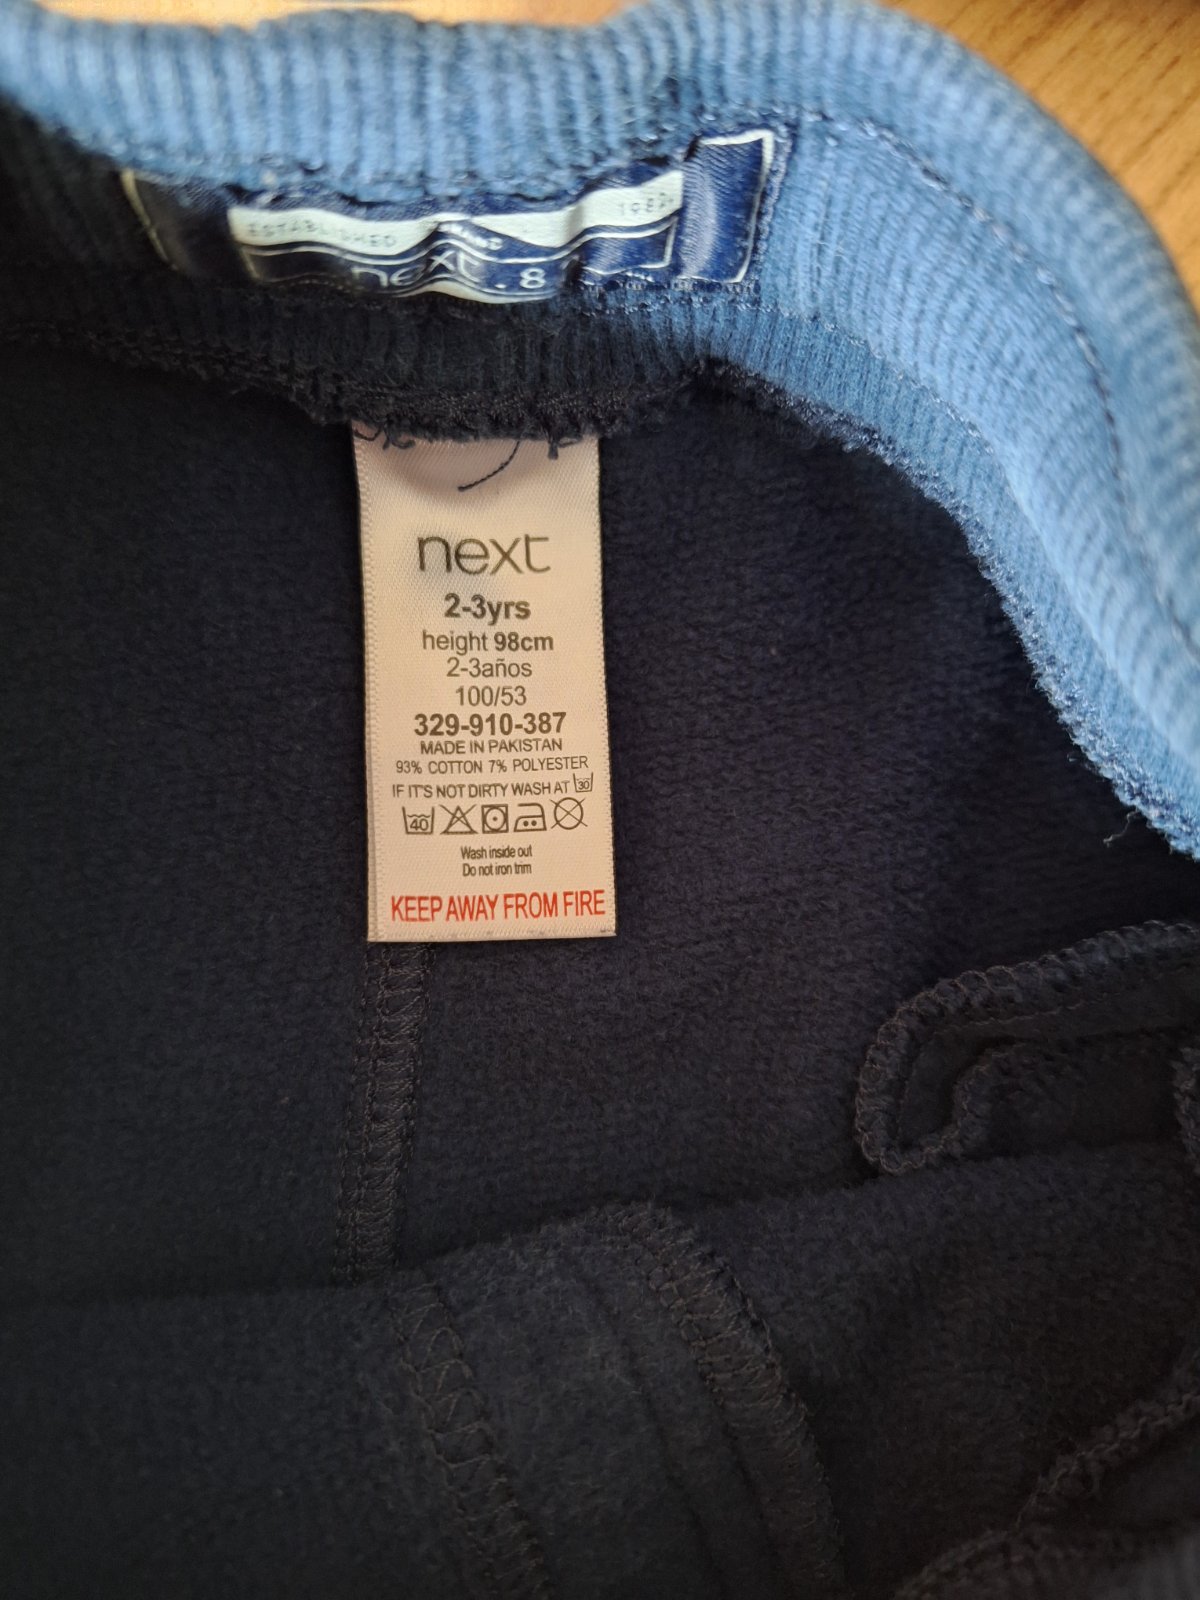 ESTABLISHED 1982
next .8
next
2-3yrs
height 98cm
2-3años
100/53
329-910-387
MADE IN PAKISTAN
93% COTTON 7% POLYESTER
IF IT'S NOT DIRTY WASH AT 30
40
Wash inside out
Do not iron trim
KEEP AWAY FROM FIRE